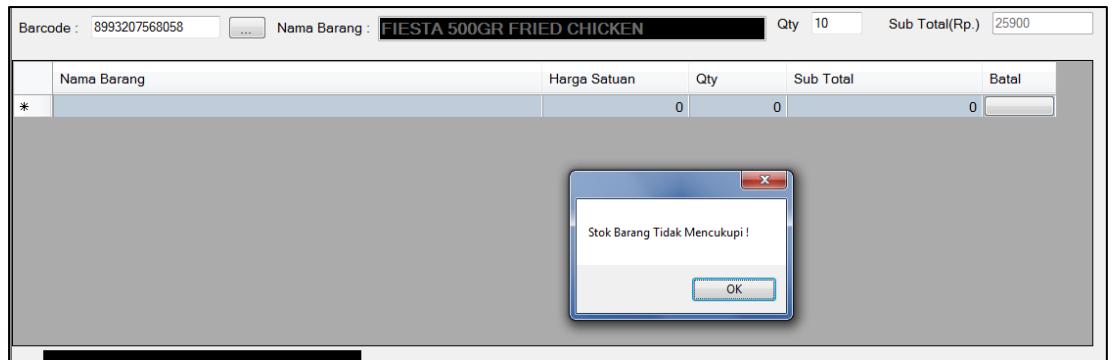 Barcode : 8993207568058 ... Nama Barang : FIESTA 500GR FRIED CHICKEN Qty 10 Sub Total(Rp.) 25900
Nama Barang Harga Satuan Qty Sub Total Batal
* 0 0 0
Stok Barang Tidak Mencukupi !
OK